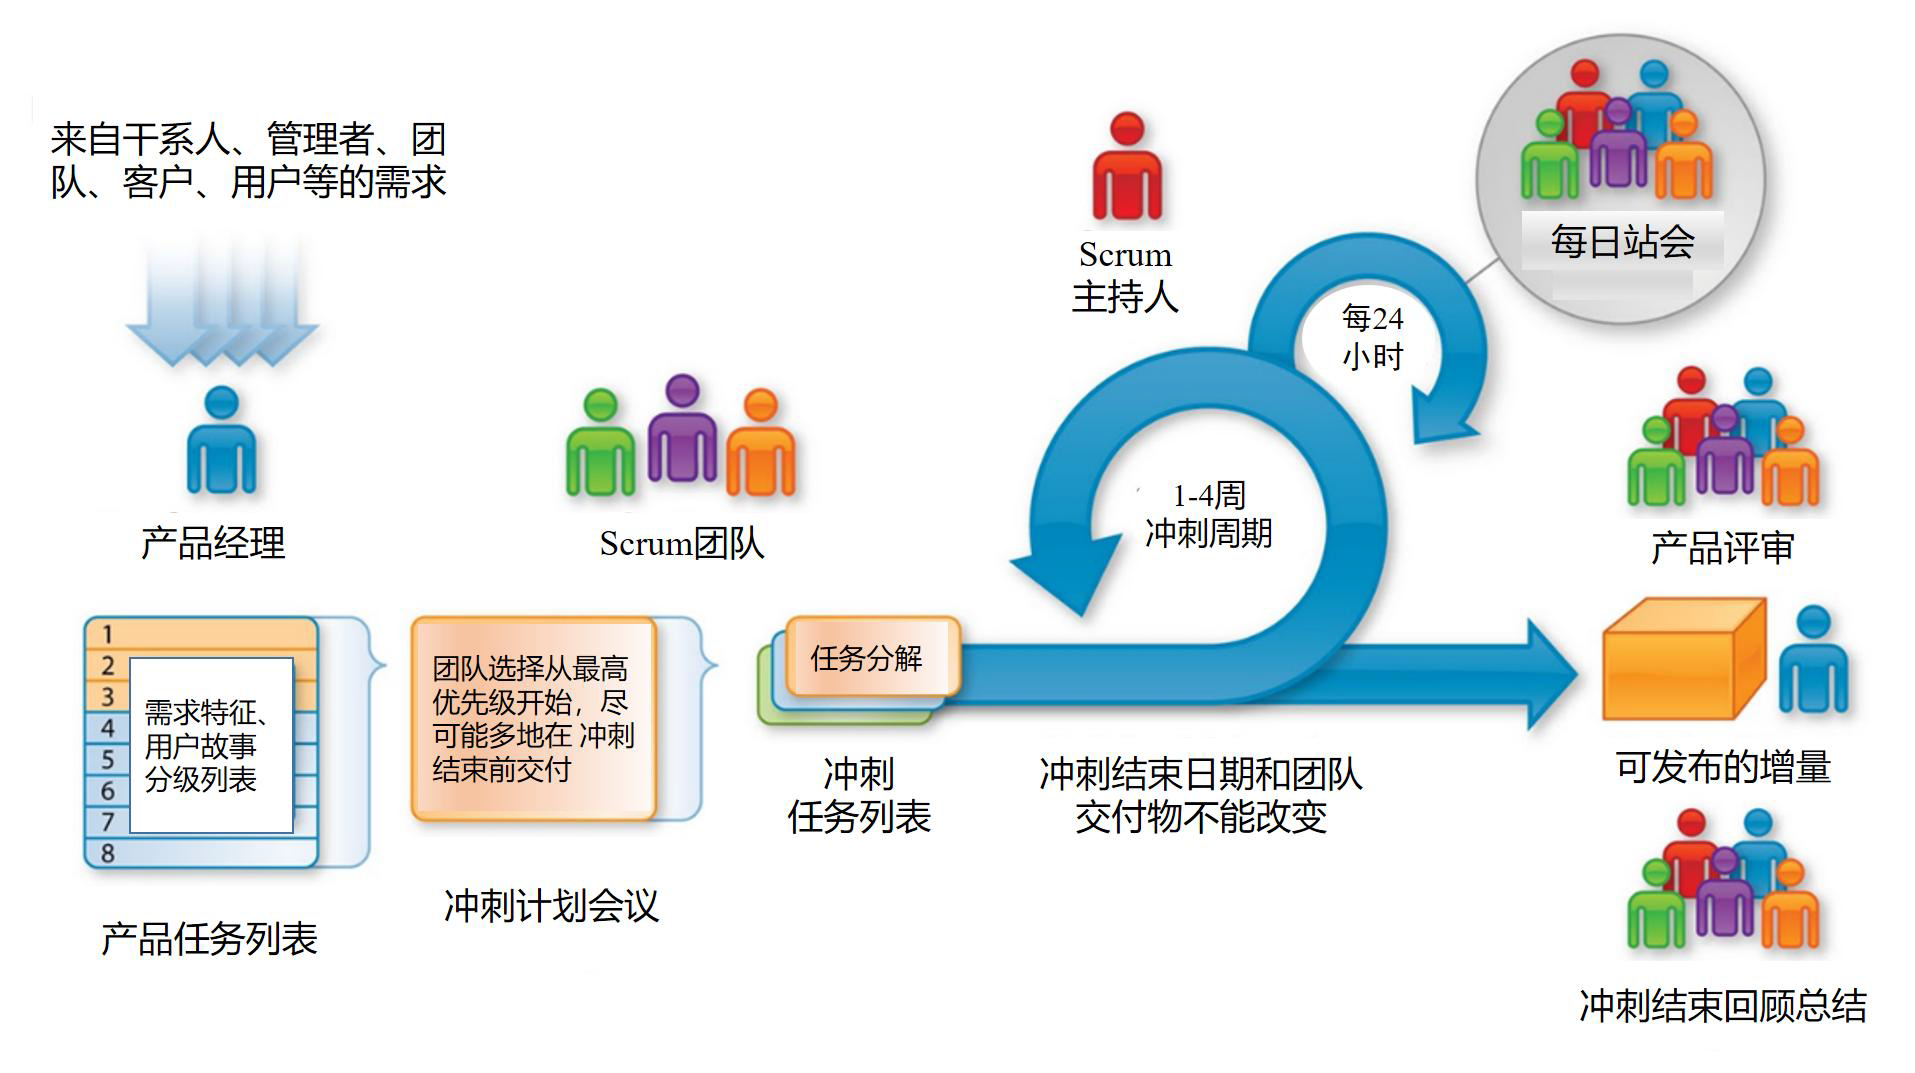 来自干系人、管理者、团
队、客户、用户等的需求
产品经理
Scrum团队
Scrum
主持人
每24
小时
每日站会
1-4周
冲刺周期
产品评审
1
2
3
4
5
6
7
8
需求特征、
用户故事
分级列表
产品任务列表
团队选择从最高
优先级开始，尽
可能多地在 冲刺
结束前交付
冲刺计划会议
任务分解
冲刺
任务列表
冲刺结束日期和团队
交付物不能改变
可发布的增量
冲刺结束回顾总结